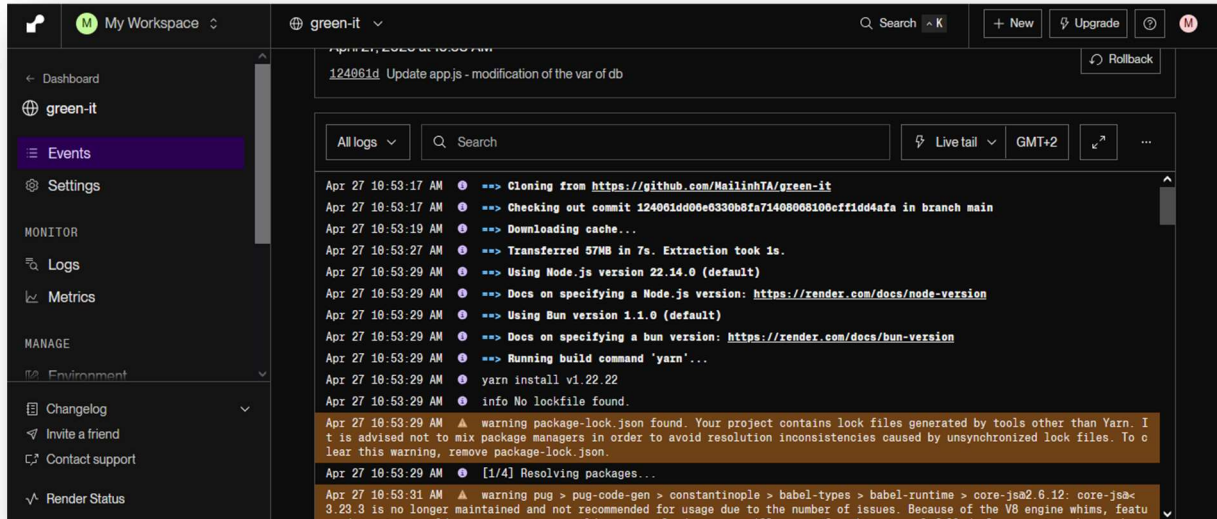 M My Workspace
green-it
Search ^ K
+ New
Upgrade
M
← Dashboard
green-it
Events
Settings
MONITOR
Logs
Metrics
MANAGE
Environment
Changelog
Invite a friend
Contact support
Render Status
124061d Update app.js - modification of the var of db
Rollback
All logs
Search
Live tail
GMT+2
...
Apr 27 10:53:17 AM ==> Cloning from https://github.com/MailinhTA/green-it
Apr 27 10:53:17 AM ==> Checking out commit 124061dd06e6330b8fa71408068106cff1dd4afa in branch main
Apr 27 10:53:19 AM ==> Downloading cache...
Apr 27 10:53:27 AM ==> Transferred 57MB in 7s. Extraction took 1s.
Apr 27 10:53:29 AM ==> Using Node.js version 22.14.0 (default)
Apr 27 10:53:29 AM ==> Docs on specifying a Node.js version: https://render.com/docs/node-version
Apr 27 10:53:29 AM ==> Using Bun version 1.1.0 (default)
Apr 27 10:53:29 AM ==> Docs on specifying a bun version: https://render.com/docs/bun-version
Apr 27 10:53:29 AM ==> Running build command 'yarn'...
Apr 27 10:53:29 AM yarn install v1.22.22
Apr 27 10:53:29 AM info No lockfile found.
Apr 27 10:53:29 AM warning package-lock.json found. Your project contains lock files generated by tools other than Yarn. I
t is advised not to mix package managers in order to avoid resolution inconsistencies caused by unsynchronized lock files. To c
lear this warning, remove package-lock.json.
Apr 27 10:53:29 AM [1/4] Resolving packages...
Apr 27 10:53:31 AM warning pug > pug-code-gen > constantinople > babel-types > babel-runtime > core-js@2.6.12: core-js@<
3.23.3 is no longer maintained and not recommended for usage due to the number of issues. Because of the V8 engine whims, featu